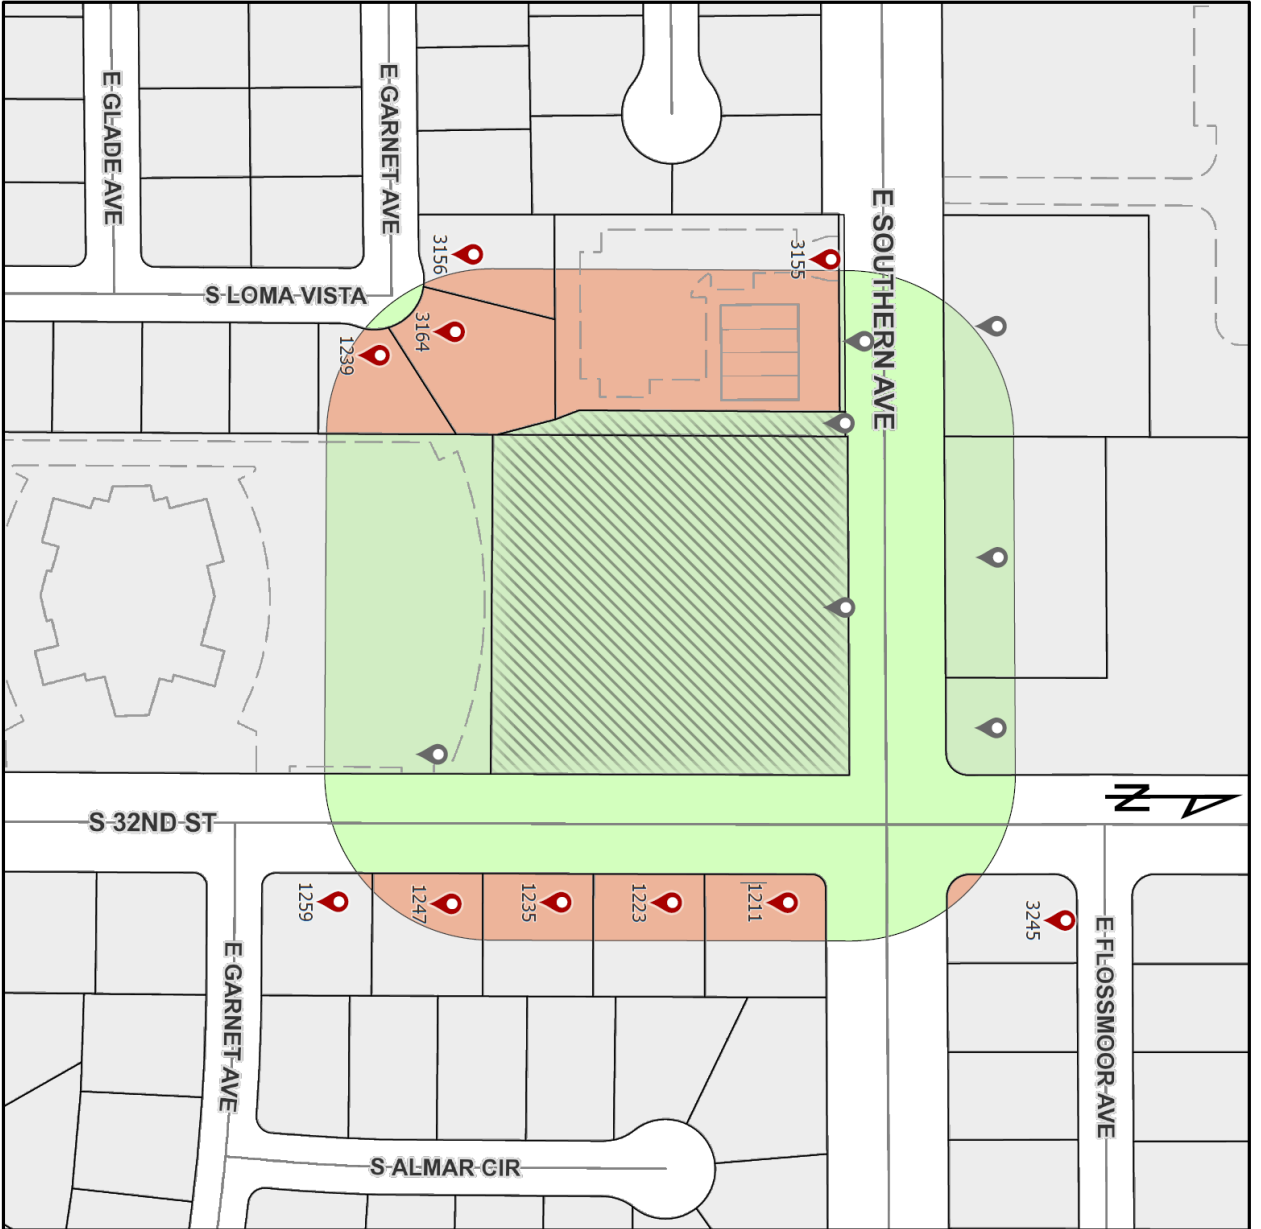 E GLADE AVE
E GARNET AVE
E SOUTHERN AVE
3156
3155
S LOMA VISTA
3164
1239
S 32ND ST
N
1259
1247
1235
1223
1211
3245
E GARNET AVE
E FLOSSMOOR AVE
S ALMAR CIR